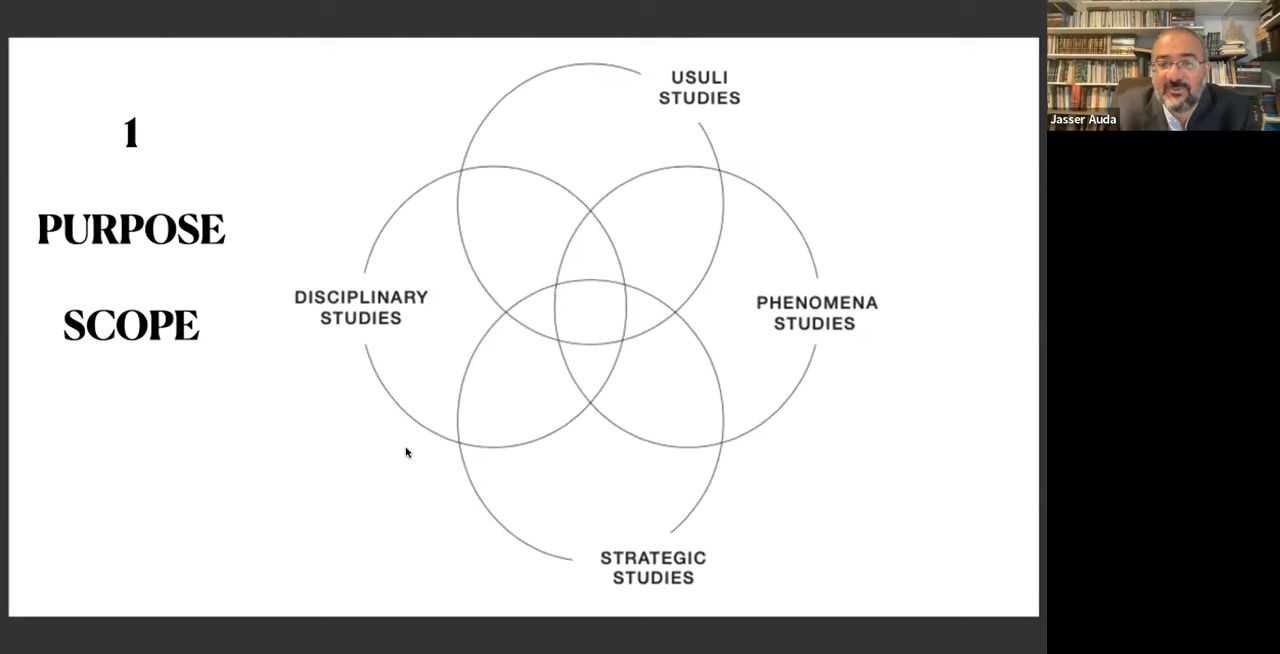 1
PURPOSE
SCOPE
USULI
STUDIES
DISCIPLINARY
STUDIES
PHENOMENA
STUDIES
STRATEGIC
STUDIES
Jasser Auda